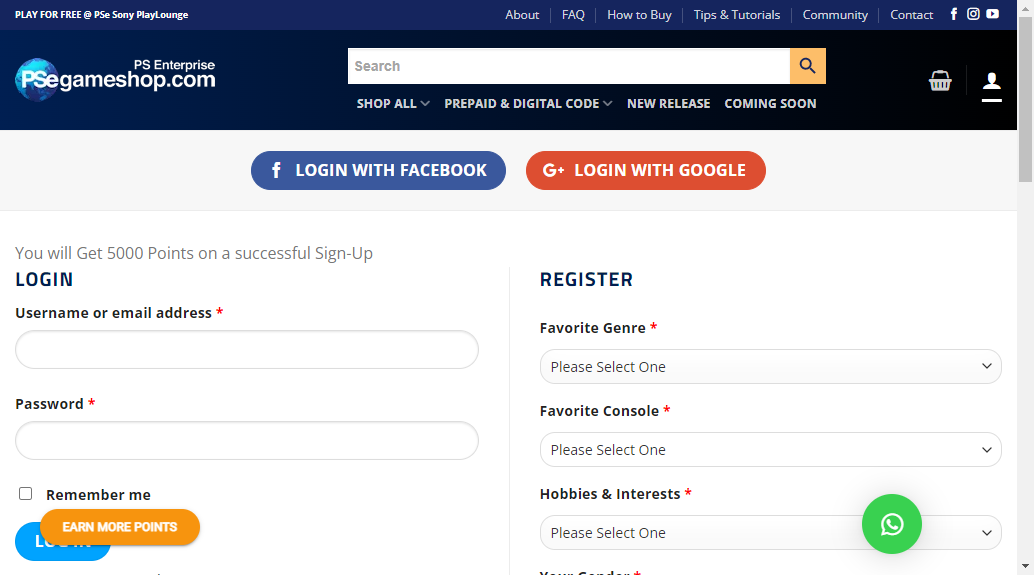 PLAY FOR FREE @ PSe Sony PlayLounge
About FAQ How to Buy Tips & Tutorials Community Contact
PS Enterprise
PSegameshop.com
Search
SHOP ALL PREPAID & DIGITAL CODE NEW RELEASE COMING SOON
LOGIN WITH FACEBOOK
G+ LOGIN WITH GOOGLE
You will Get 5000 Points on a successful Sign-Up
LOGIN
Username or email address *
Password *
Remember me
EARN MORE POINTS
REGISTER
Favorite Genre *
Please Select One
Favorite Console *
Please Select One
Hobbies & Interests *
Please Select One
Your Gender *